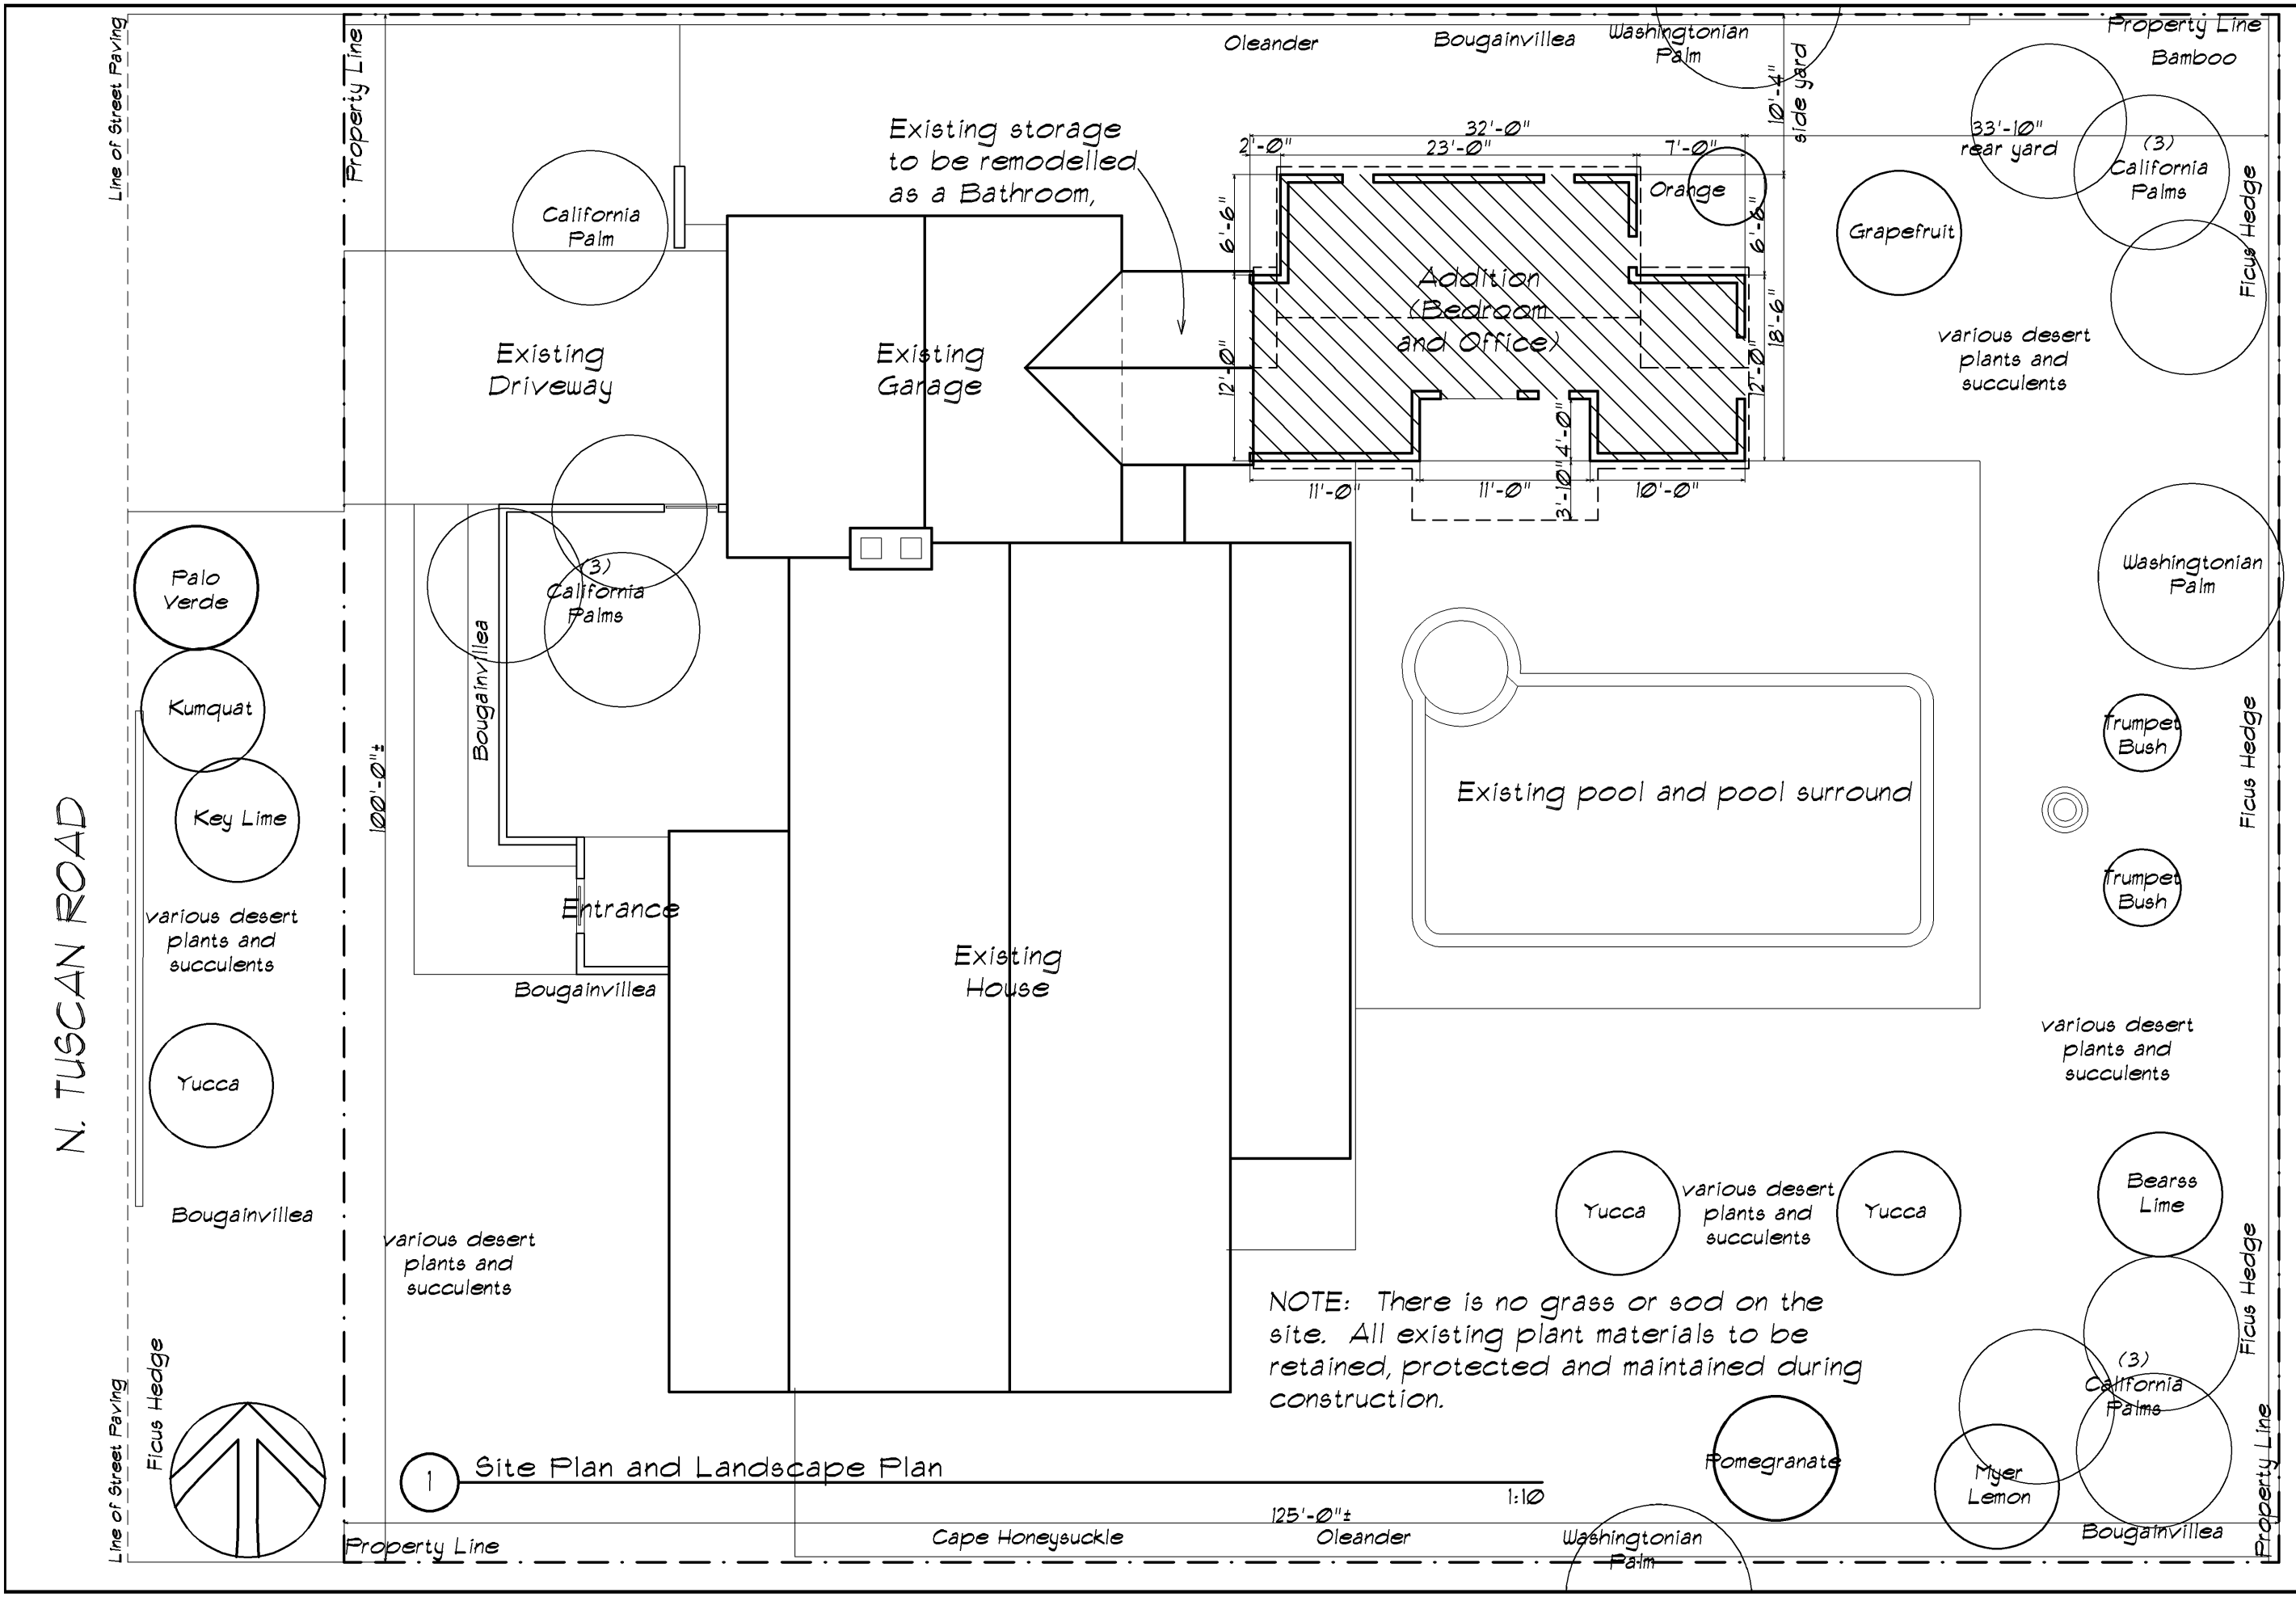 Line of Street Paving
Property Line
Oleander
Bougainvillea
Washingtonian
Palm
10'-4"
side yard
Property Line
Bamboo
Existing storage
to be remodelled
as a Bathroom,
32'-0"
2'-0"
23'-0"
7'-0"
33'-10"
rear yard
(3)
California
Palms
Ficus Hedge
California
Palm
Orange
Grapefruit
6'-6"
6'-6"
Addition
(Bedroom
and Office)
18'-6"
12'-0"
12'-0"
various desert
plants and
succulents
Existing
Driveway
Existing
Garage
4'-0"
3'-10"
11'-0"
11'-0"
10'-0"
Palo
Verde
(3)
California
Palms
Bougainvillea
Washingtonian
Palm
Kumquat
Key Lime
100'-0"±
Trumpet
Bush
Ficus Hedge
Existing pool and pool surround
Trumpet
Bush
N. TUSCAN ROAD
various desert
plants and
succulents
Entrance
Bougainvillea
Existing
House
various desert
plants and
succulents
Yucca
Bougainvillea
various desert
plants and
succulents
Yucca
various desert
plants and
succulents
Yucca
Bearss
Lime
Ficus Hedge
NOTE: There is no grass or sod on the
site. All existing plant materials to be
retained, protected and maintained during
construction.
(3)
California
Palms
Line of Street Paving
Ficus Hedge
1
Site Plan and Landscape Plan
1:10
Pomegranate
Myer
Lemon
Property Line
125'-0"±
Property Line
Cape Honeysuckle
Oleander
Washingtonian
Palm
Bougainvillea